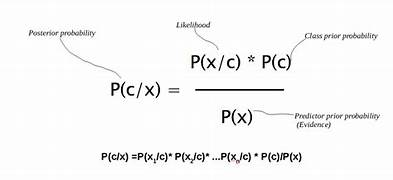 Likelihood
Posterior probability
Class prior probability
P(x/c) * P(c)
P(c/x) =
P(x)
Predictor prior probability
(Evidence)
P(c/x) =P(x₁/c)* P(x₂/c)* ...P(xₙ/c) * P(c)/P(x)